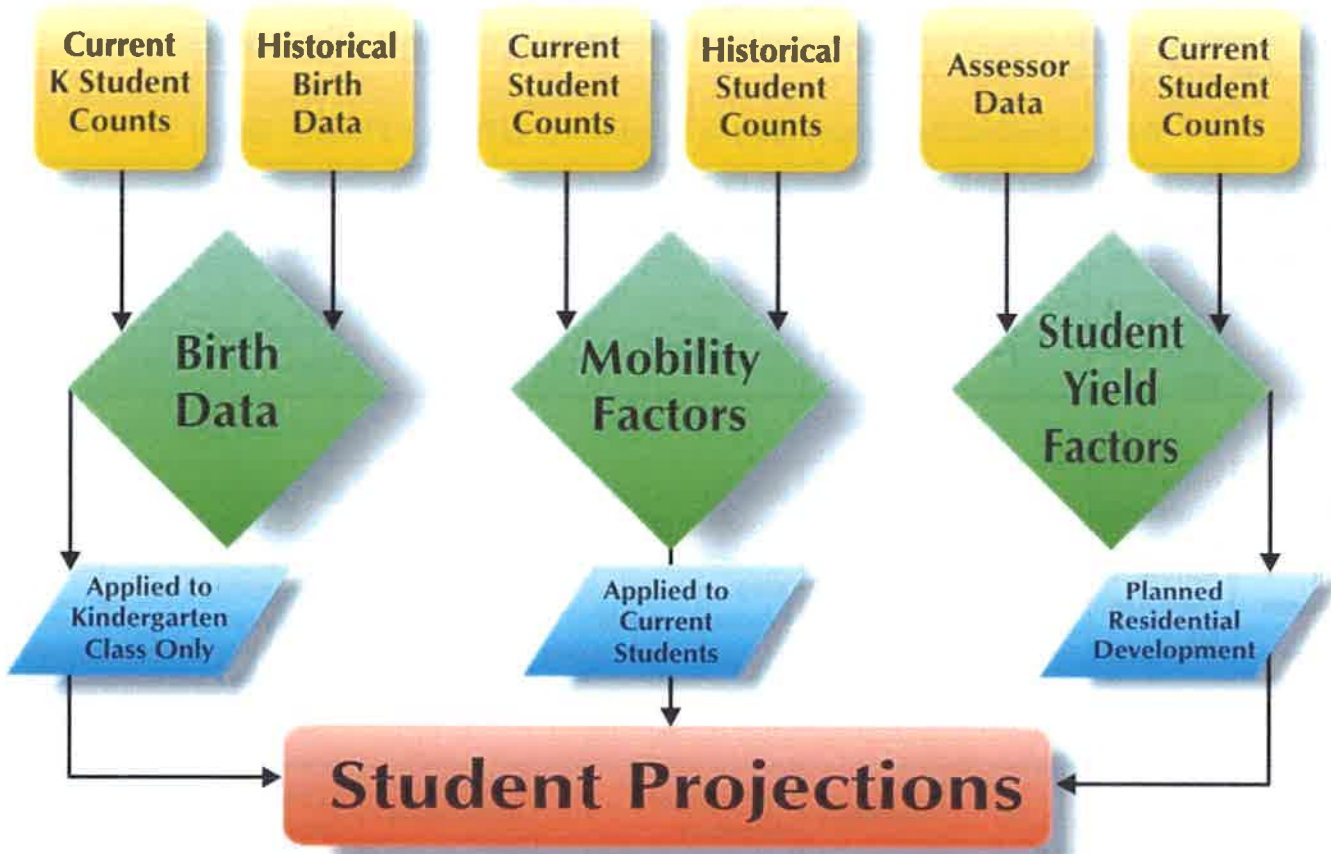 Current
K Student
Counts
Historical
Birth
Data
Current
Student
Counts
Historical
Student
Counts
Assessor
Data
Current
Student
Counts
Birth
Data
Mobility
Factors
Student
Yield
Factors
Applied to
Kindergarten
Class Only
Applied to
Current
Students
Planned
Residential
Development
Student Projections